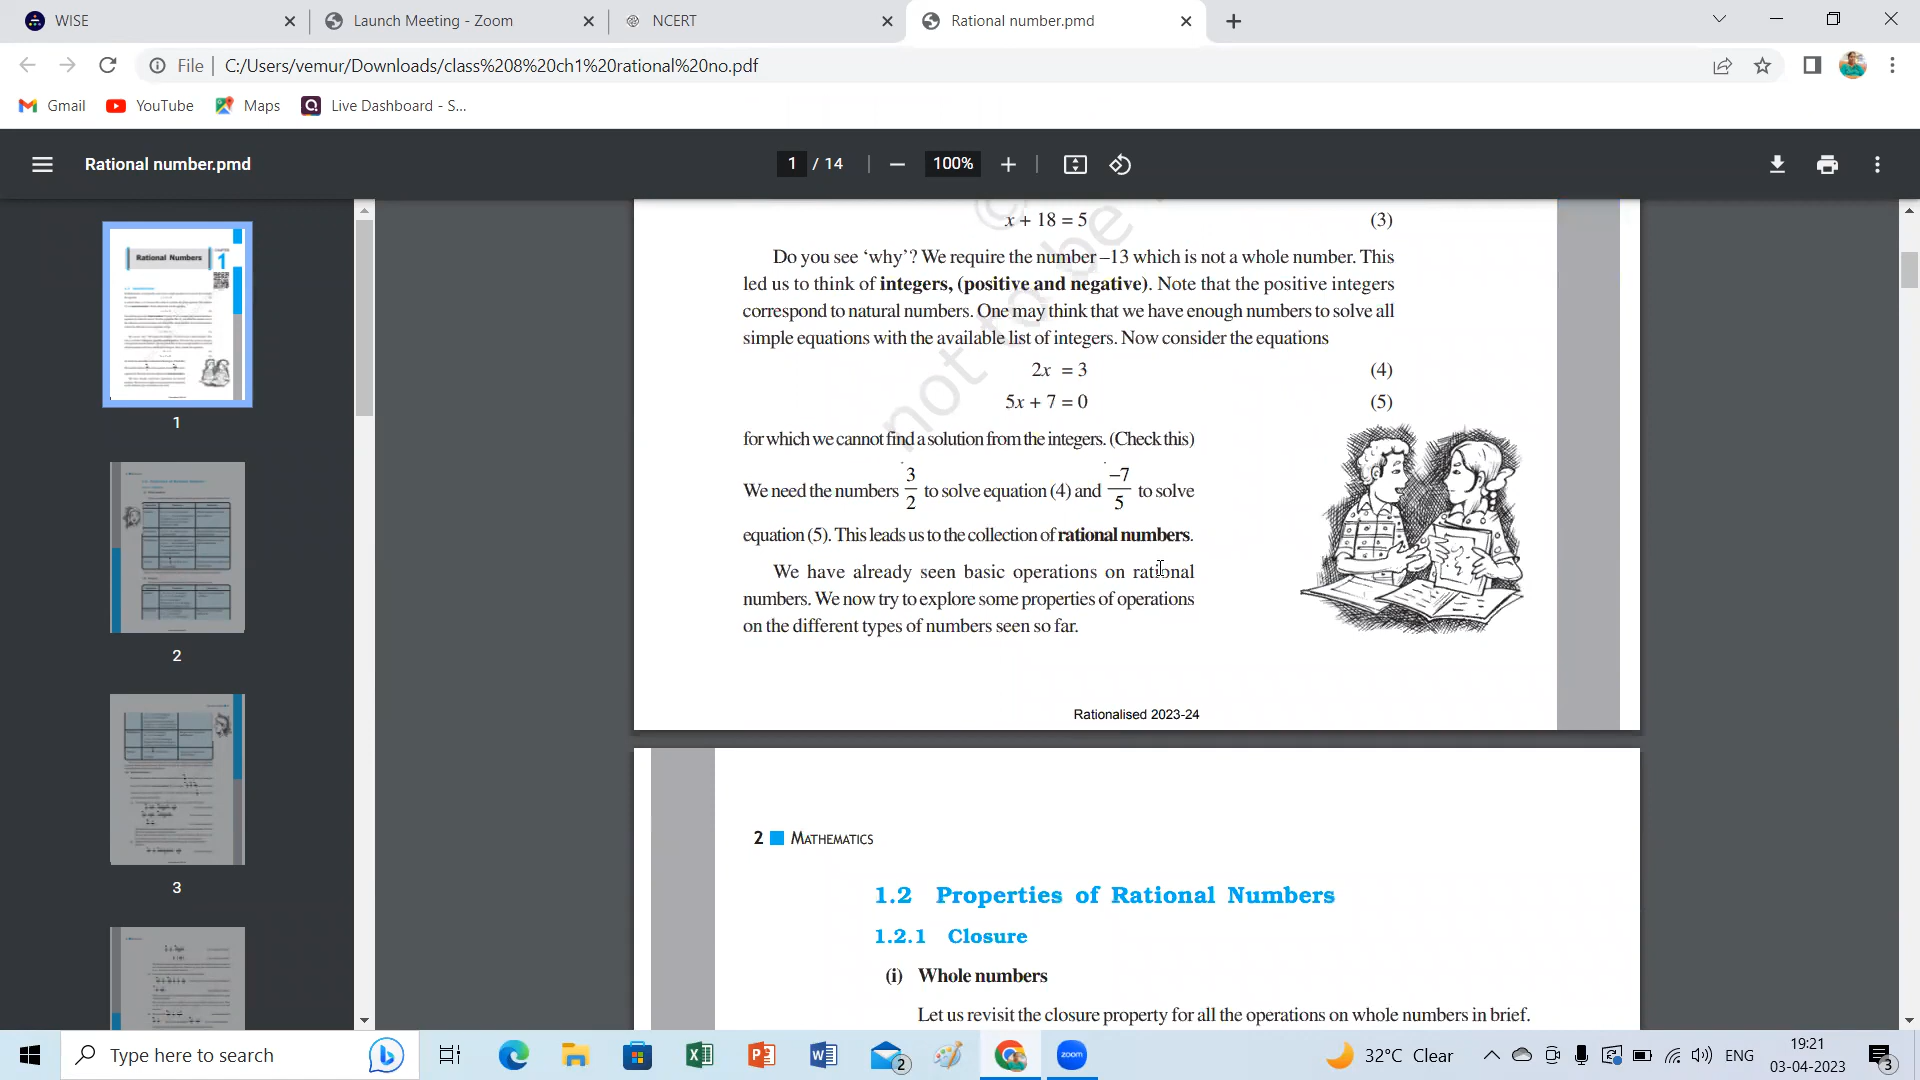 WISE
Launch Meeting - Zoom
NCERT
Rational number.pmd
File
C:/Users/vemur/Downloads/class%208%20ch1%20rational%20no.pdf
Gmail
YouTube
Maps
Live Dashboard - S...
Rational number.pmd
1 / 14
100%
Rational Numbers
1
1
2
3
©
not to be
x + 18 = 5 (3)
Do you see ‘why’? We require the number –13 which is not a whole number. This
led us to think of integers, (positive and negative). Note that the positive integers
correspond to natural numbers. One may think that we have enough numbers to solve all
simple equations with the available list of integers. Now consider the equations
2x = 3 (4)
5x + 7 = 0 (5)
for which we cannot find a solution from the integers. (Check this)
We need the numbers 3/2 to solve equation (4) and –7/5 to solve
equation (5). This leads us to the collection of rational numbers.
We have already seen basic operations on rational
numbers. We now try to explore some properties of operations
on the different types of numbers seen so far.
Rationalised 2023-24
2 MATHEMATICS
1.2 Properties of Rational Numbers
1.2.1 Closure
(i) Whole numbers
Let us revisit the closure property for all the operations on whole numbers in brief.
Type here to search
2
zoom
32°C Clear
ENG
19:21
03-04-2023
3